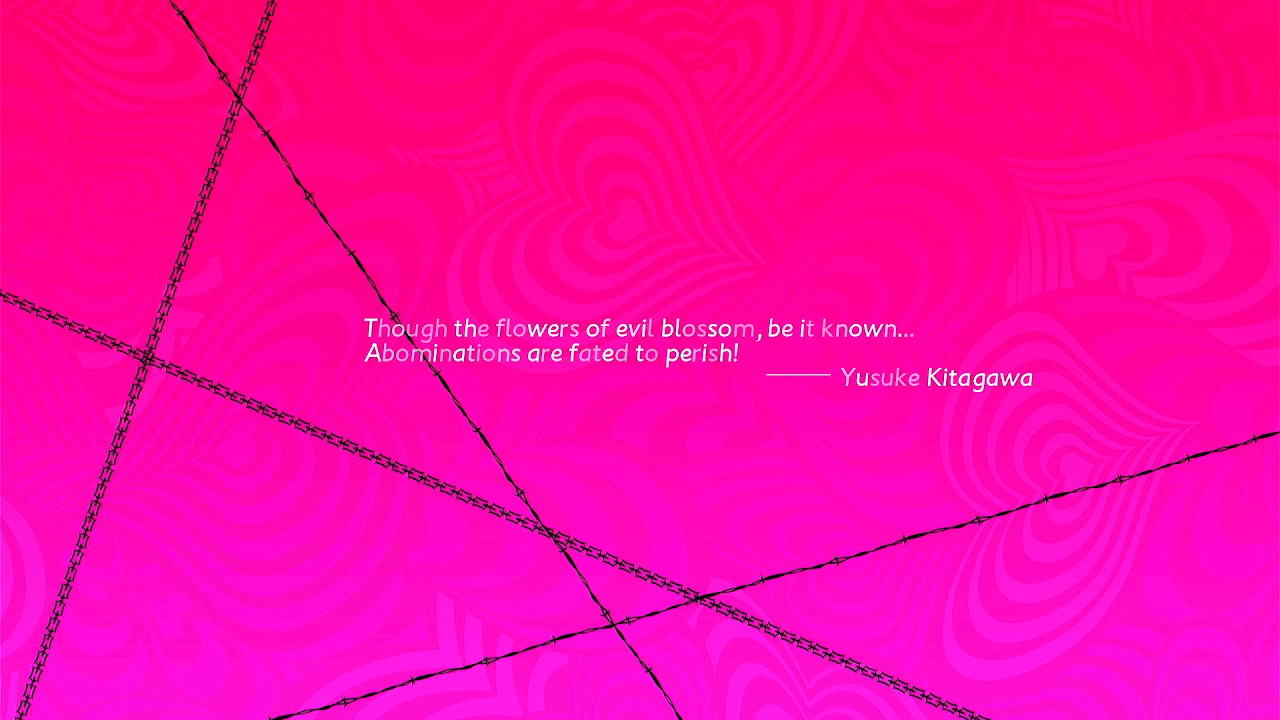 Though the flowers of evil blossom, be it known...
Abominations are fated to perish!
—— Yusuke Kitagawa